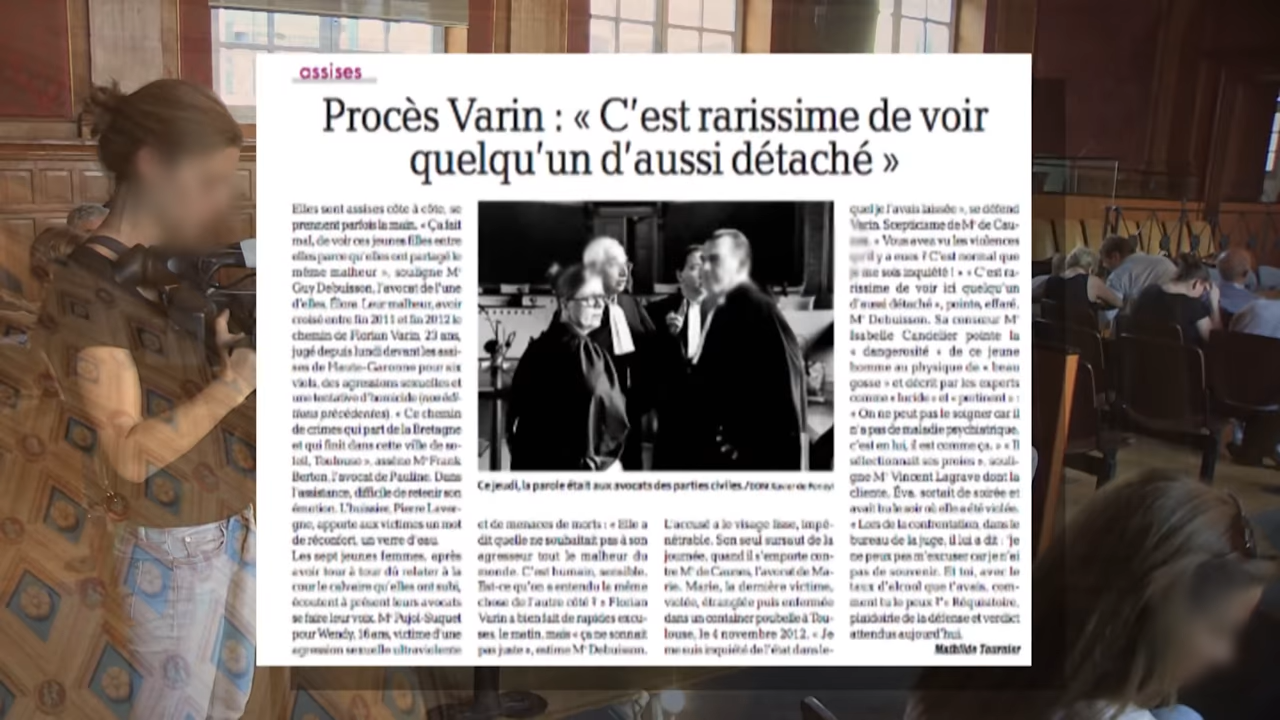 assises
Procès Varin : « C'est rarissime de voir
quelqu'un d'aussi détaché »
Elles sont assises côte à côte, se
prennent parfois la main. « Ça fait
mal, de voir ces jeunes filles entre
elles parce qu'elles ont partagé le
même malheur », souligne Me
Guy Debuisson, l'avocat de l'une
d'elles, Leur malheur, avoir
croisé entre fin 2011 et fin 2012 le
chemin de Florian Varin, 23 ans,
jugé depuis lundi devant les assi-
ses de Haute-Garonne pour six
viols, des agressions sexuelles et
une tentative d'homicide (nos édi-
tions précédentes). « Ce chemin
de crimes qui part de la Bretagne
et qui finit dans cette ville de so-
leil, Toulouse », assène Me Frank
Berton, l'avocat de Pauline. Dans
l'assistance, difficile de retenir son
émotion. L'huissier, Pierre Laver-
gne, apporte aux victimes un mot
de réconfort, un verre d'eau.
Les sept jeunes femmes, après
avoir tour à tour dû relater à la
cour le calvaire qu'elles ont subi,
écoutent à présent leurs avocats
se faire leur voix. Me Pujol-Suquet
pour Wendy, 16 ans, victime d'une
agression sexuelle ultraviolente
Ce jeudi, la parole était aux avocats des parties civiles./DDM
et de menaces de morts : « Elle a
dit quelle ne souhaitait pas à son
agresseur tout le malheur du
monde. C'est humain, sensible.
Est-ce qu'on a entendu le même
chose de l'autre côté ? » Florian
Varin a bien fait de rapides excu-
ses, le matin, mais « ça ne sonnait
pas juste », estime Me Debuisson.
L'accusé a le visage lisse, impé-
nétrable. Son seul sursaut de la
journée, quand il s'emporte con-
tre Me de Caunes, l'avocat de Ma-
rie. Marie, la dernière victime,
violée, étranglée puis enfermée
dans un container poubelle à Tou-
louse, le 4 novembre 2012. « Je
me suis inquiété de l'état dans le-
quel je l'avais laissée », se défend
Varin. Scepticisme de Me de Cau-
« Vous avez vu les violences
qu'il y a eues ? C'est normal que
je me sois inquiété ! » « C'est ra-
rissime de voir ici quelqu'un
d'aussi détaché », pointe, effaré,
Me Debuisson. Sa consœur Me
Isabelle Candelier pointe la
« dangerosité » de ce jeune
homme au physique de « beau
gosse » et décrit par les experts
comme « lucide » et « pertinent » :
« On ne peut pas le soigner car il
n'a pas de maladie psychiatrique,
c'est en lui, il est comme ça. » « Il
sélectionnait ses proies », souli-
gne Me Vincent Lagrave dont la
cliente, Éva, sortait de soirée et
avait bu le soir où elle a été violée.
« Lors de la confrontation, dans le
bureau de la juge, il lui a dit : 'je
ne peux pas m'excuser car je n'ai
pas de souvenir. Et toi, avec le
taux d'alcool que t'avais, com-
ment tu le peux ?'» Réquisitoire,
plaidoirie de la défense et verdict
attendus aujourd'hui.
Mathilde Tournier